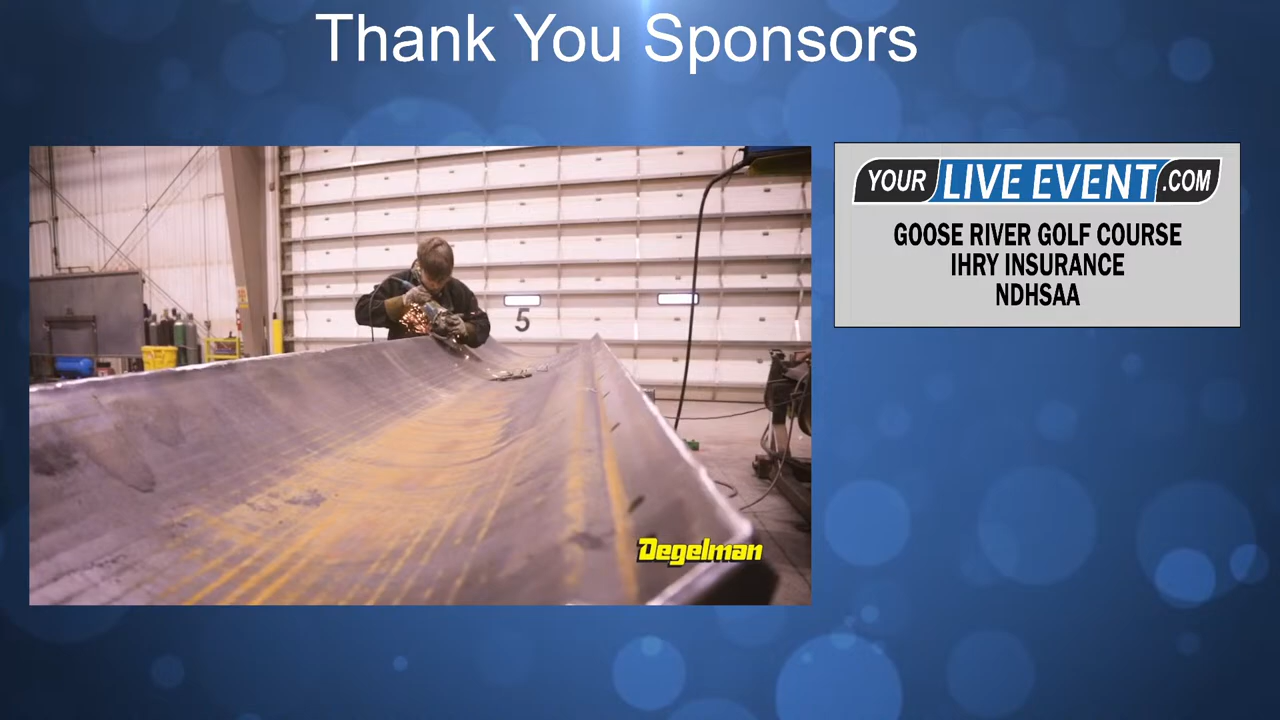 Thank You Sponsors
YOUR LIVE EVENT.COM
GOOSE RIVER GOLF COURSE
IHRY INSURANCE
NDHSAA
5
Degelman